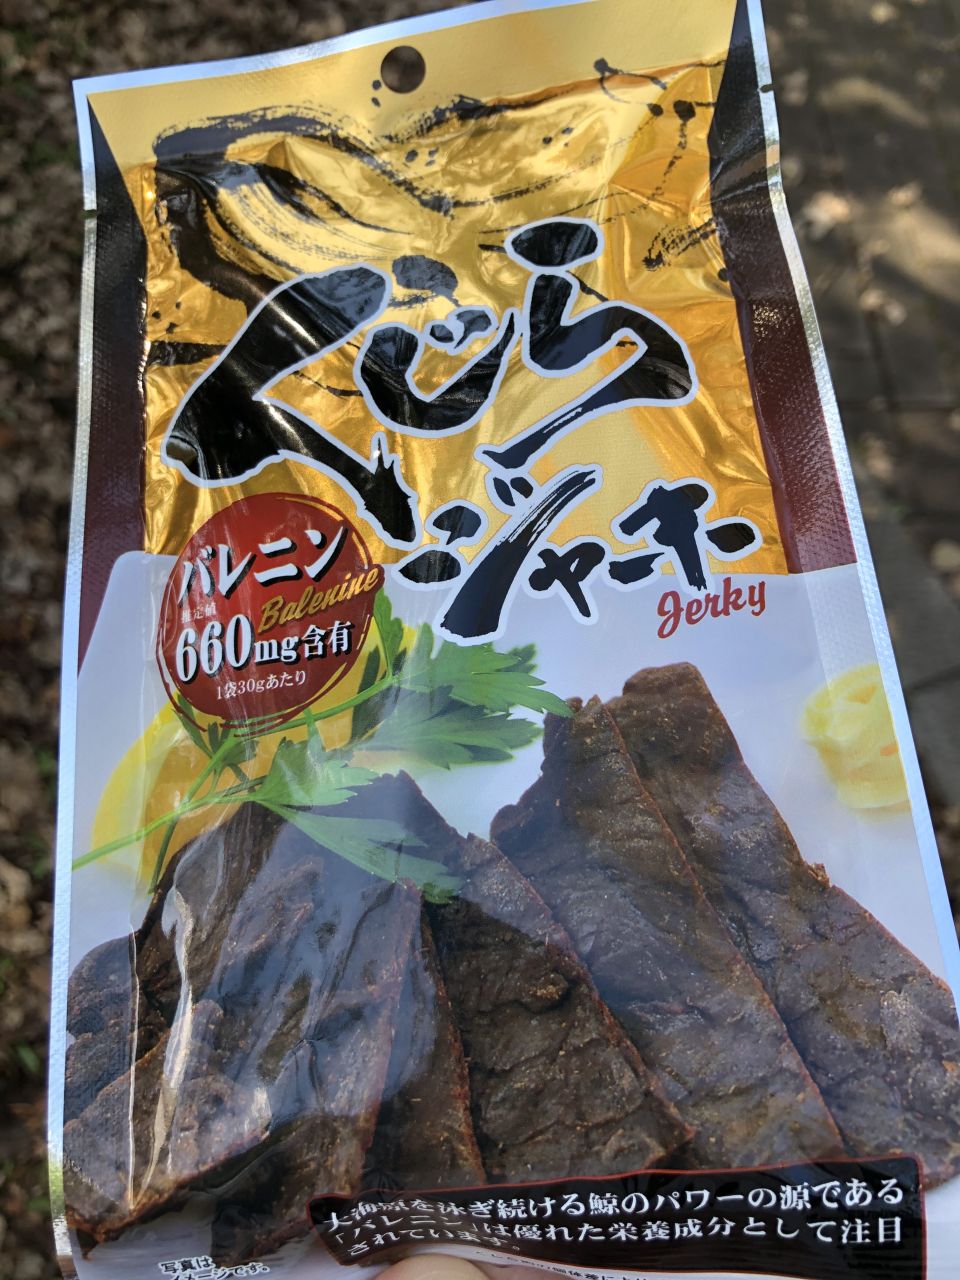 くじら
ジャーキー
Jerky
バレニン
Balenine
推定値
660mg含有
1袋30gあたり
大海原を泳ぎ続ける鯨のパワーの源である
「バレニン」は優れた栄養成分として注目
されています。
写真は
イメージです。